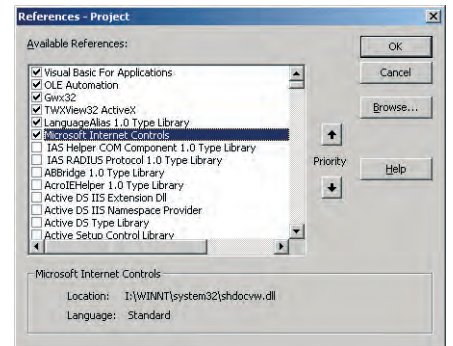 References - Project
Available References:
Visual Basic For Applications
OLE Automation
Gwx32
TWXView32 ActiveX
LanguageAlias 1.0 Type Library
Microsoft Internet Controls
IAS Helper COM Component 1.0 Type Library
IAS RADIUS Protocol 1.0 Type Library
ABBridge 1.0 Type Library
AcroIEHelper 1.0 Type Library
Active DS IIS Extension Dll
Active DS IIS Namespace Provider
Active DS Type Library
Active Setup Control Library
Priority
OK
Cancel
Browse...
Help
Microsoft Internet Controls
Location: I:\WINNT\system32\shdocvw.dll
Language: Standard